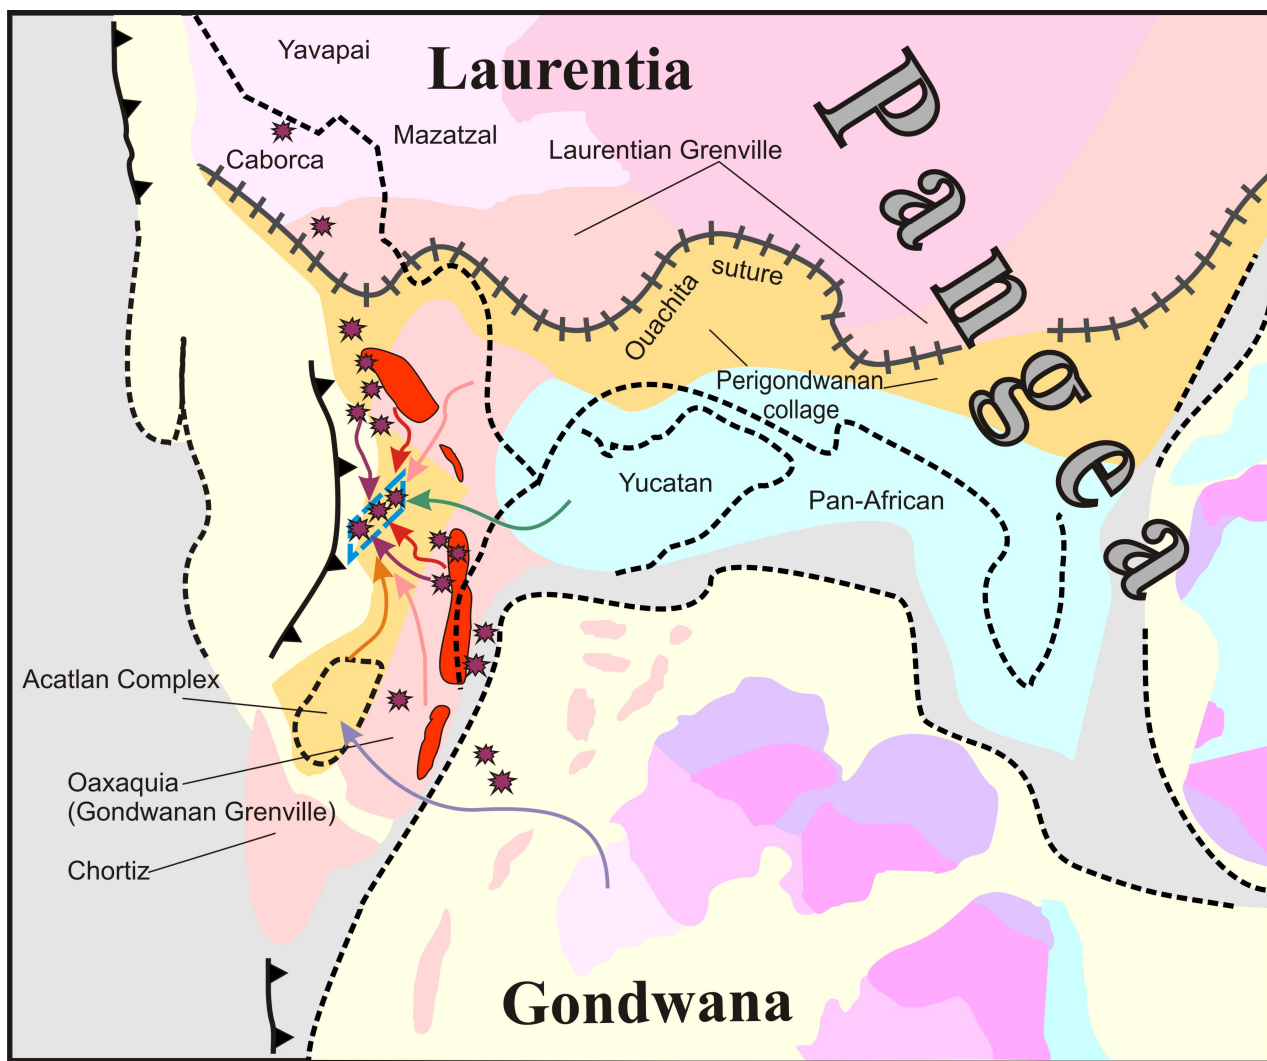 Yavapai
Laurentia
Pangea
Mazatzal
Laurentian Grenville
Caborca
Ouachita suture
Perigondwanan
collage
Yucatan
Pan-African
Acatlan Complex
Oaxaquia
(Gondwanan Grenville)
Chortiz
Gondwana